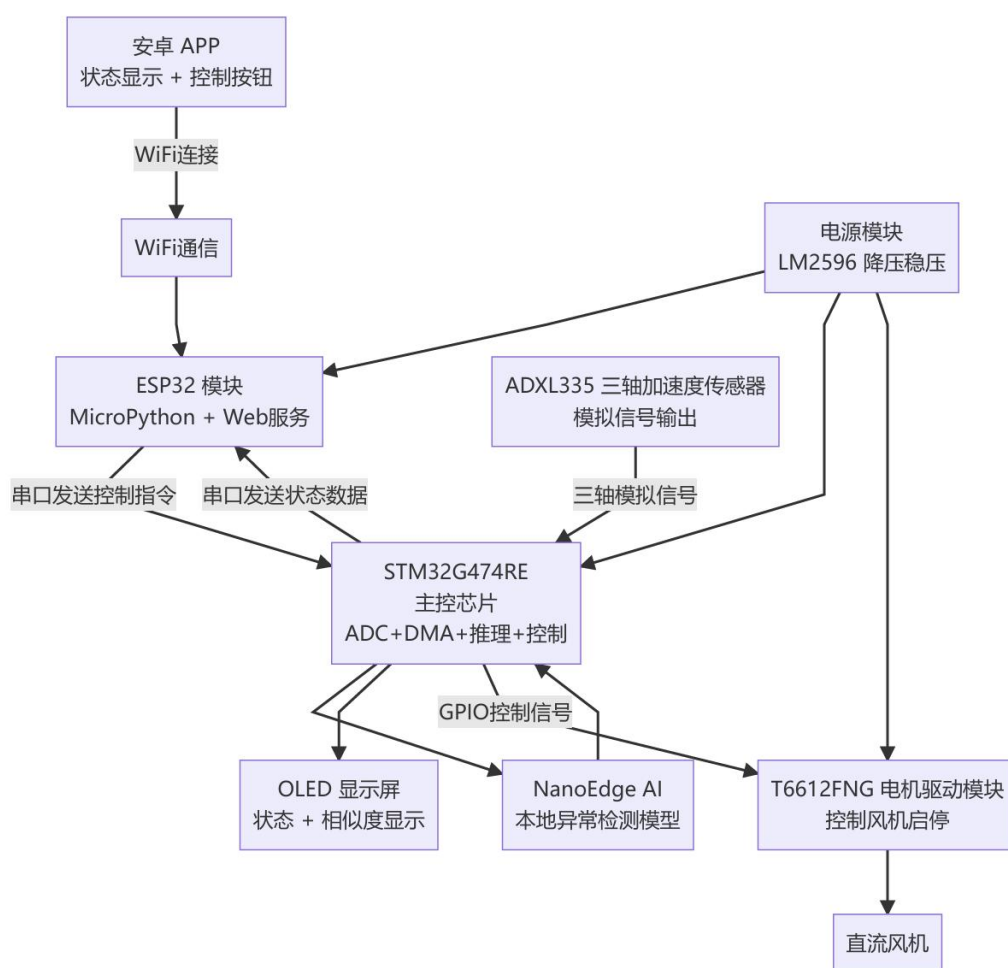 安卓 APP
状态显示 + 控制按钮
WiFi连接
WiFi通信
电源模块
LM2596 降压稳压
ESP32 模块
MicroPython + Web服务
ADXL335 三轴加速度传感器
模拟信号输出
串口发送控制指令
串口发送状态数据
三轴模拟信号
STM32G474RE
主控芯片
ADC+DMA+推理+控制
GPIO控制信号
OLED 显示屏
状态 + 相似度显示
NanoEdge AI
本地异常检测模型
T6612FNG 电机驱动模块
控制风机启停
直流风机